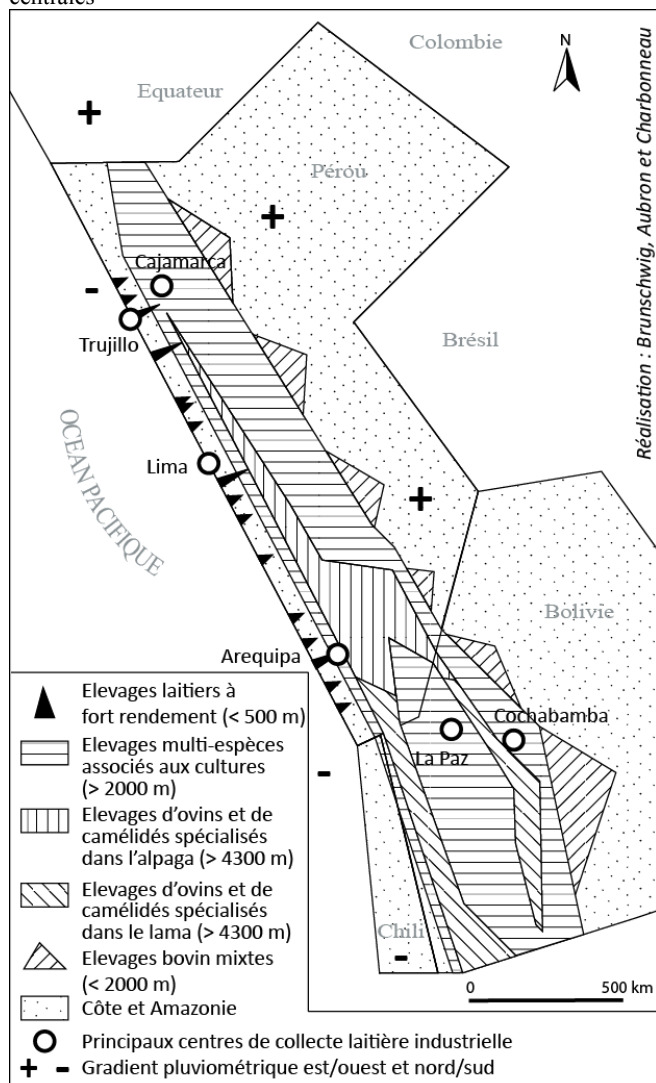 centrales
Colombie
N
Equateur
Pérou
Cajamarca
Trujillo
Brésil
Lima
OCEAN PACIFIQUE
Bolivie
Arequipa
Cochabamba
La Paz
Chili
Réalisation : Brunschwig, Aubron et Charbonneau
+
+
-
+
-
-
Elevages laitiers à
fort rendement (< 500 m)
Elevages multi-espèces
associés aux cultures
(> 2000 m)
Elevages d'ovins et de
camélidés spécialisés
dans l'alpaga (> 4300 m)
Elevages d'ovins et de
camélidés spécialisés
dans le lama (> 4300 m)
Elevages bovin mixtes
(< 2000 m)
Côte et Amazonie
Principaux centres de collecte laitière industrielle
+ - Gradient pluviométrique est/ouest et nord/sud
0 500 km